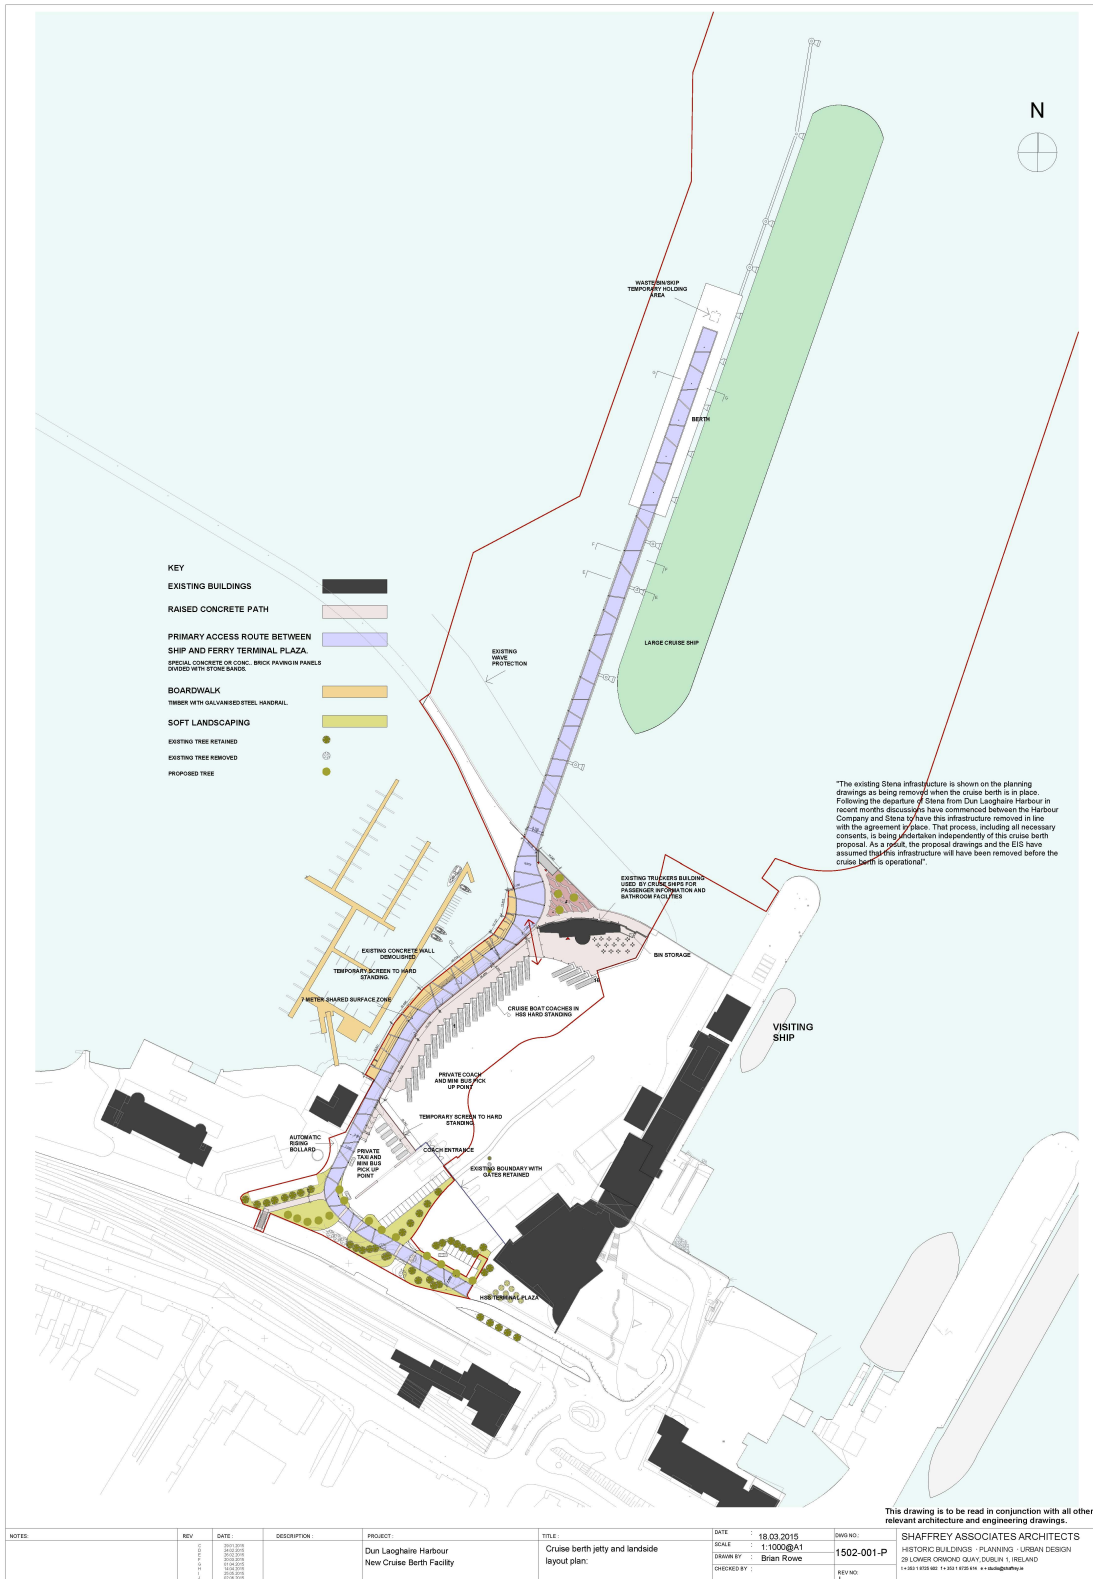 N
WASTE BIN/SKIP
TEMPORARY HOLDING
AREA
BERTH
LARGE CRUISE SHIP
KEY
EXISTING BUILDINGS
RAISED CONCRETE PATH
PRIMARY ACCESS ROUTE BETWEEN
SHIP AND FERRY TERMINAL PLAZA.
SPECIAL CONCRETE OR CONC.. BRICK PAVING IN PANELS
DIVIDED WITH STONE BANDS.
BOARDWALK
TIMBER WITH GALVANISED STEEL HANDRAIL.
SOFT LANDSCAPING
EXISTING TREE RETAINED
EXISTING TREE REMOVED
PROPOSED TREE
EXISTING
WAVE
PROTECTION
"The existing Stena infrastructure is shown on the planning
drawings as being removed when the cruise berth is in place.
Following the departure of Stena from Dun Laoghaire Harbour in
recent months discussions have commenced between the Harbour
Company and Stena to have this infrastructure removed in line
with the agreement in place. That process, including all necessary
consents, is being undertaken independently of this cruise berth
proposal. As a result, the proposal drawings and the EIS have
assumed that this infrastructure will have been removed before the
cruise berth is operational".
EXISTING TRUCKERS BUILDING
USED BY CRUISE SHIPS FOR
PASSENGER INFORMATION AND
BATHROOM FACILITIES
BIN STORAGE
EXISTING CONCRETE WALL
DEMOLISHED
TEMPORARY SCREEN TO HARD
STANDING.
7 METER SHARED SURFACE ZONE
CRUISE BOAT COACHES IN
HSS HARD STANDING
VISITING
SHIP
PRIVATE COACH
AND MINI BUS PICK
UP POINT
TEMPORARY SCREEN TO HARD
STANDING
AUTOMATIC
RISING
BOLLARD
PRIVATE
TAXI AND
MINI BUS
PICK UP
POINT
COACH ENTRANCE
EXISTING BOUNDARY WITH
GATES RETAINED
HSS TERMINAL PLAZA
This drawing is to be read in conjunction with all other
relevant architecture and engineering drawings.
NOTES:
REV
DATE :
DESCRIPTION :
PROJECT :
Dun Laoghaire Harbour
New Cruise Berth Facility
TITLE :
Cruise berth jetty and landside
layout plan:
DATE : 18.03.2015
SCALE : 1:1000@A1
DRAWN BY : Brian Rowe
CHECKED BY :
DWG NO.:
1502-001-P
REV NO:
SHAFFREY ASSOCIATES ARCHITECTS
HISTORIC BUILDINGS · PLANNING · URBAN DESIGN
29 LOWER ORMOND QUAY, DUBLIN 1, IRELAND